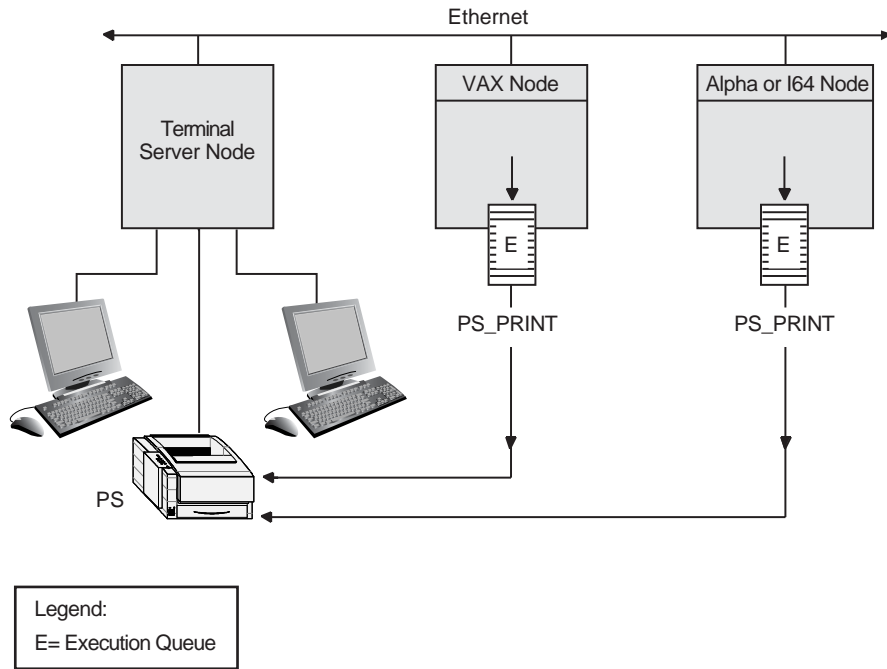 Ethernet
Terminal
Server Node
VAX Node
Alpha or I64 Node
E
E
PS_PRINT
PS_PRINT
PS
Legend:
E= Execution Queue